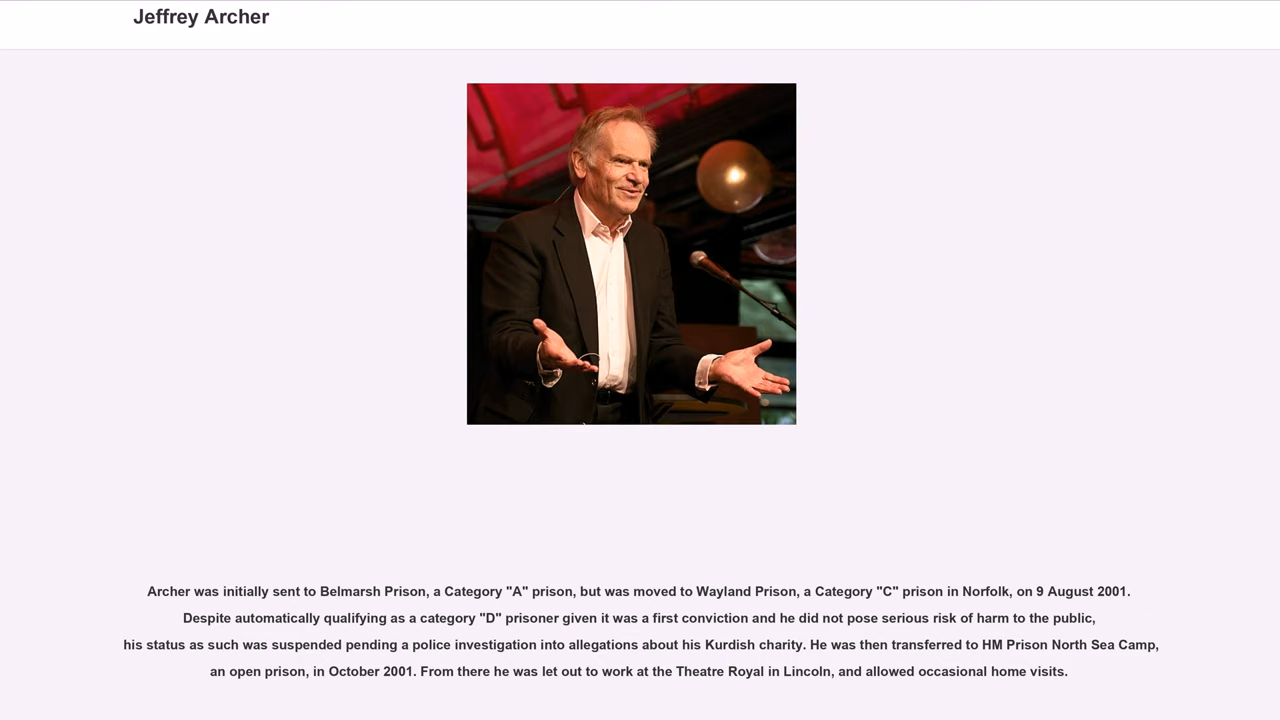 Jeffrey Archer
Archer was initially sent to Belmarsh Prison, a Category "A" prison, but was moved to Wayland Prison, a Category "C" prison in Norfolk, on 9 August 2001.
Despite automatically qualifying as a category "D" prisoner given it was a first conviction and he did not pose serious risk of harm to the public,
his status as such was suspended pending a police investigation into allegations about his Kurdish charity. He was then transferred to HM Prison North Sea Camp,
an open prison, in October 2001. From there he was let out to work at the Theatre Royal in Lincoln, and allowed occasional home visits.